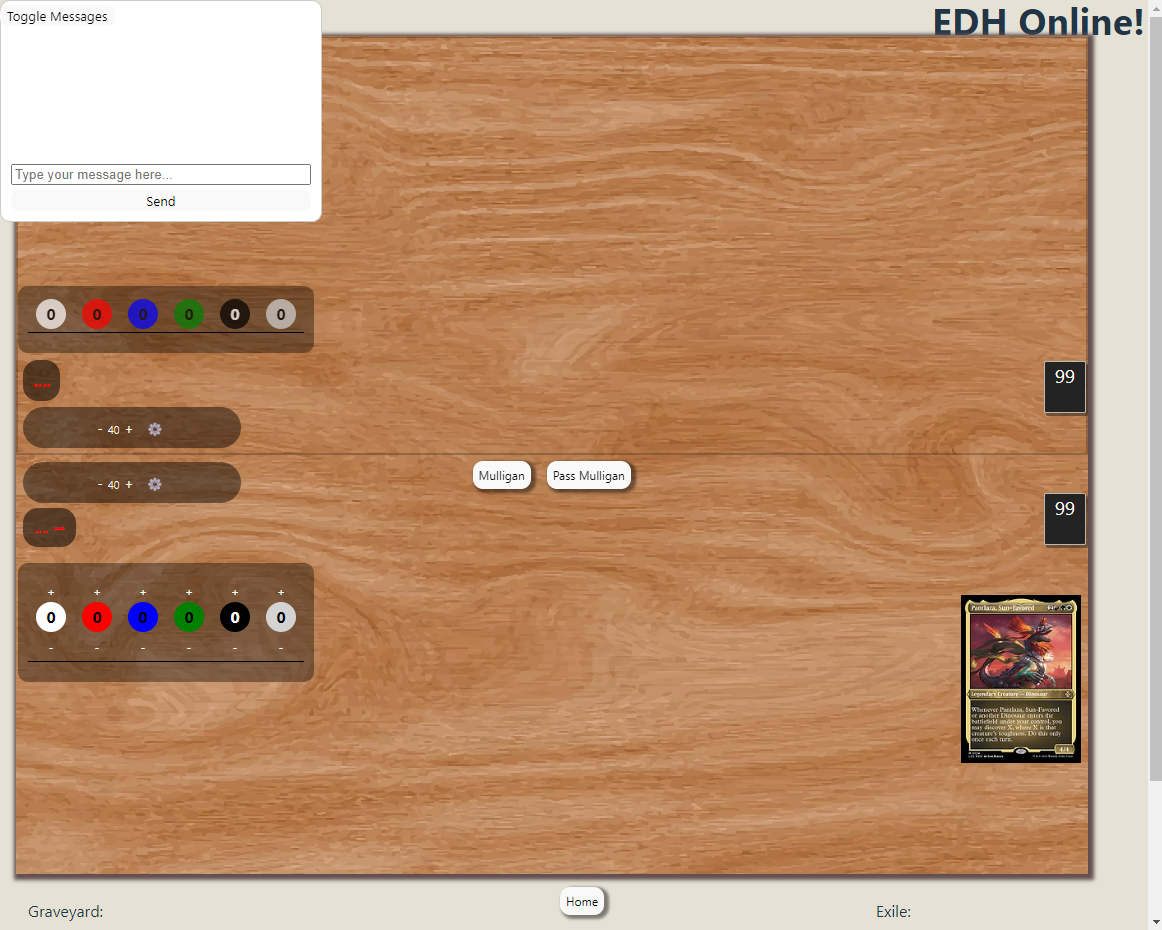 Toggle Messages
EDH Online!
Type your message here...
Send
0 0 0 0 0 0
99
- 40 +
- 40 +
Mulligan
Pass Mulligan
99
+ + + + + +
0 0 0 0 0 0
- - - - - -
Pantlaza, Sun-Favored
Legendary Creature — Dinosaur
Whenever Pantlaza, Sun-Favored
or another Dinosaur enters the
battlefield under your control, you
may discover X, where X is that
creature's toughness. Do this only
once each turn.
4/4
Home
Graveyard:
Exile: